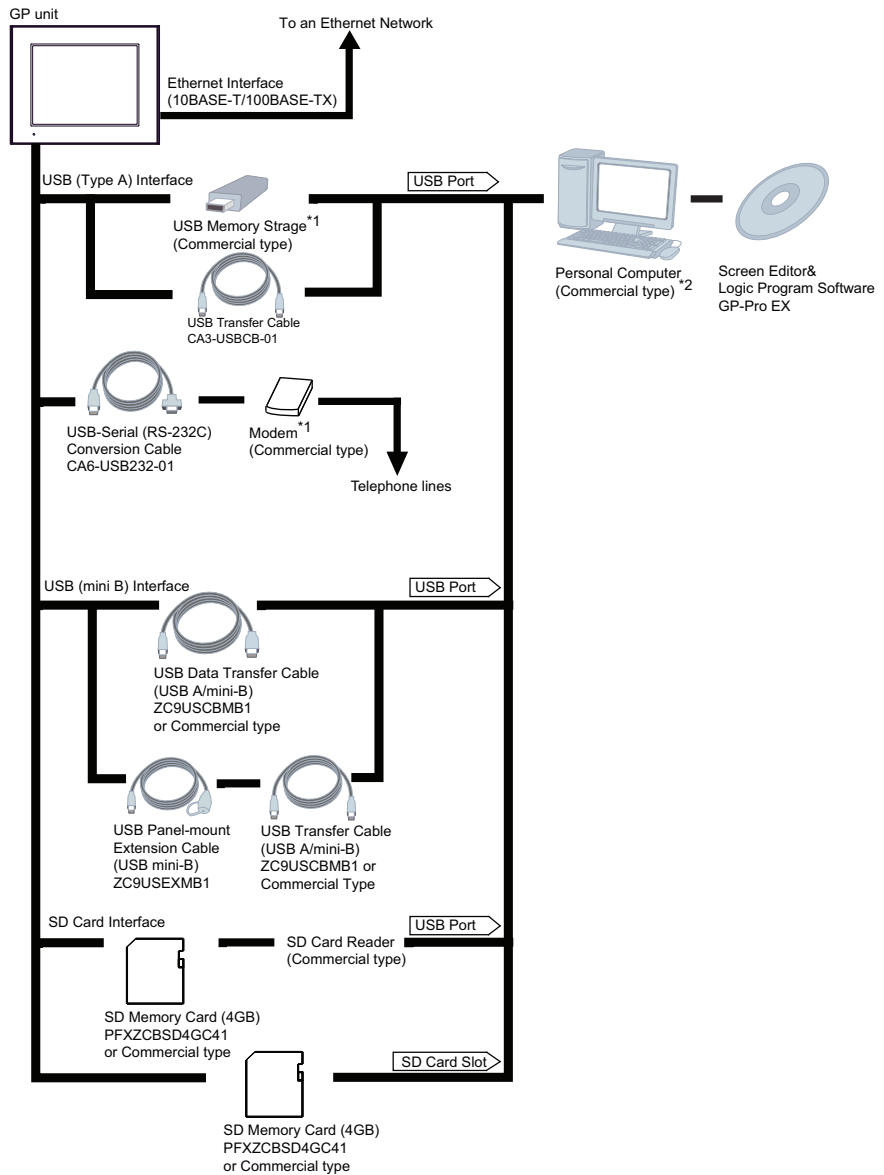 GP unit
To an Ethernet Network
Ethernet Interface
(10BASE-T/100BASE-TX)
USB (Type A) Interface
USB Port
USB Memory Strage*1
(Commercial type)
USB Transfer Cable
CA3-USBCB-01
Personal Computer
(Commercial type) *2
Screen Editor&
Logic Program Software
GP-Pro EX
USB-Serial (RS-232C)
Conversion Cable
CA6-USB232-01
Modem*1
(Commercial type)
Telephone lines
USB (mini B) Interface
USB Port
USB Data Transfer Cable
(USB A/mini-B)
ZC9USCBMB1
or Commercial type
USB Panel-mount
Extension Cable
(USB mini-B)
ZC9USEXMB1
USB Transfer Cable
(USB A/mini-B)
ZC9USCBMB1 or
Commercial Type
SD Card Interface
USB Port
SD Card Reader
(Commercial type)
SD Memory Card (4GB)
PFXZCBSD4GC41
or Commercial type
SD Card Slot
SD Memory Card (4GB)
PFXZCBSD4GC41
or Commercial type